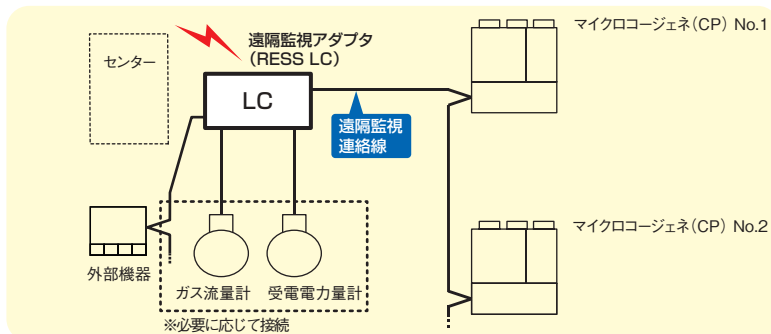 センター
遠隔監視アダプタ
(RESS LC)
LC
遠隔監視
連絡線
マイクロコージェネ(CP) No.1
マイクロコージェネ(CP) No.2
外部機器
ガス流量計
受電電力量計
※必要に応じて接続